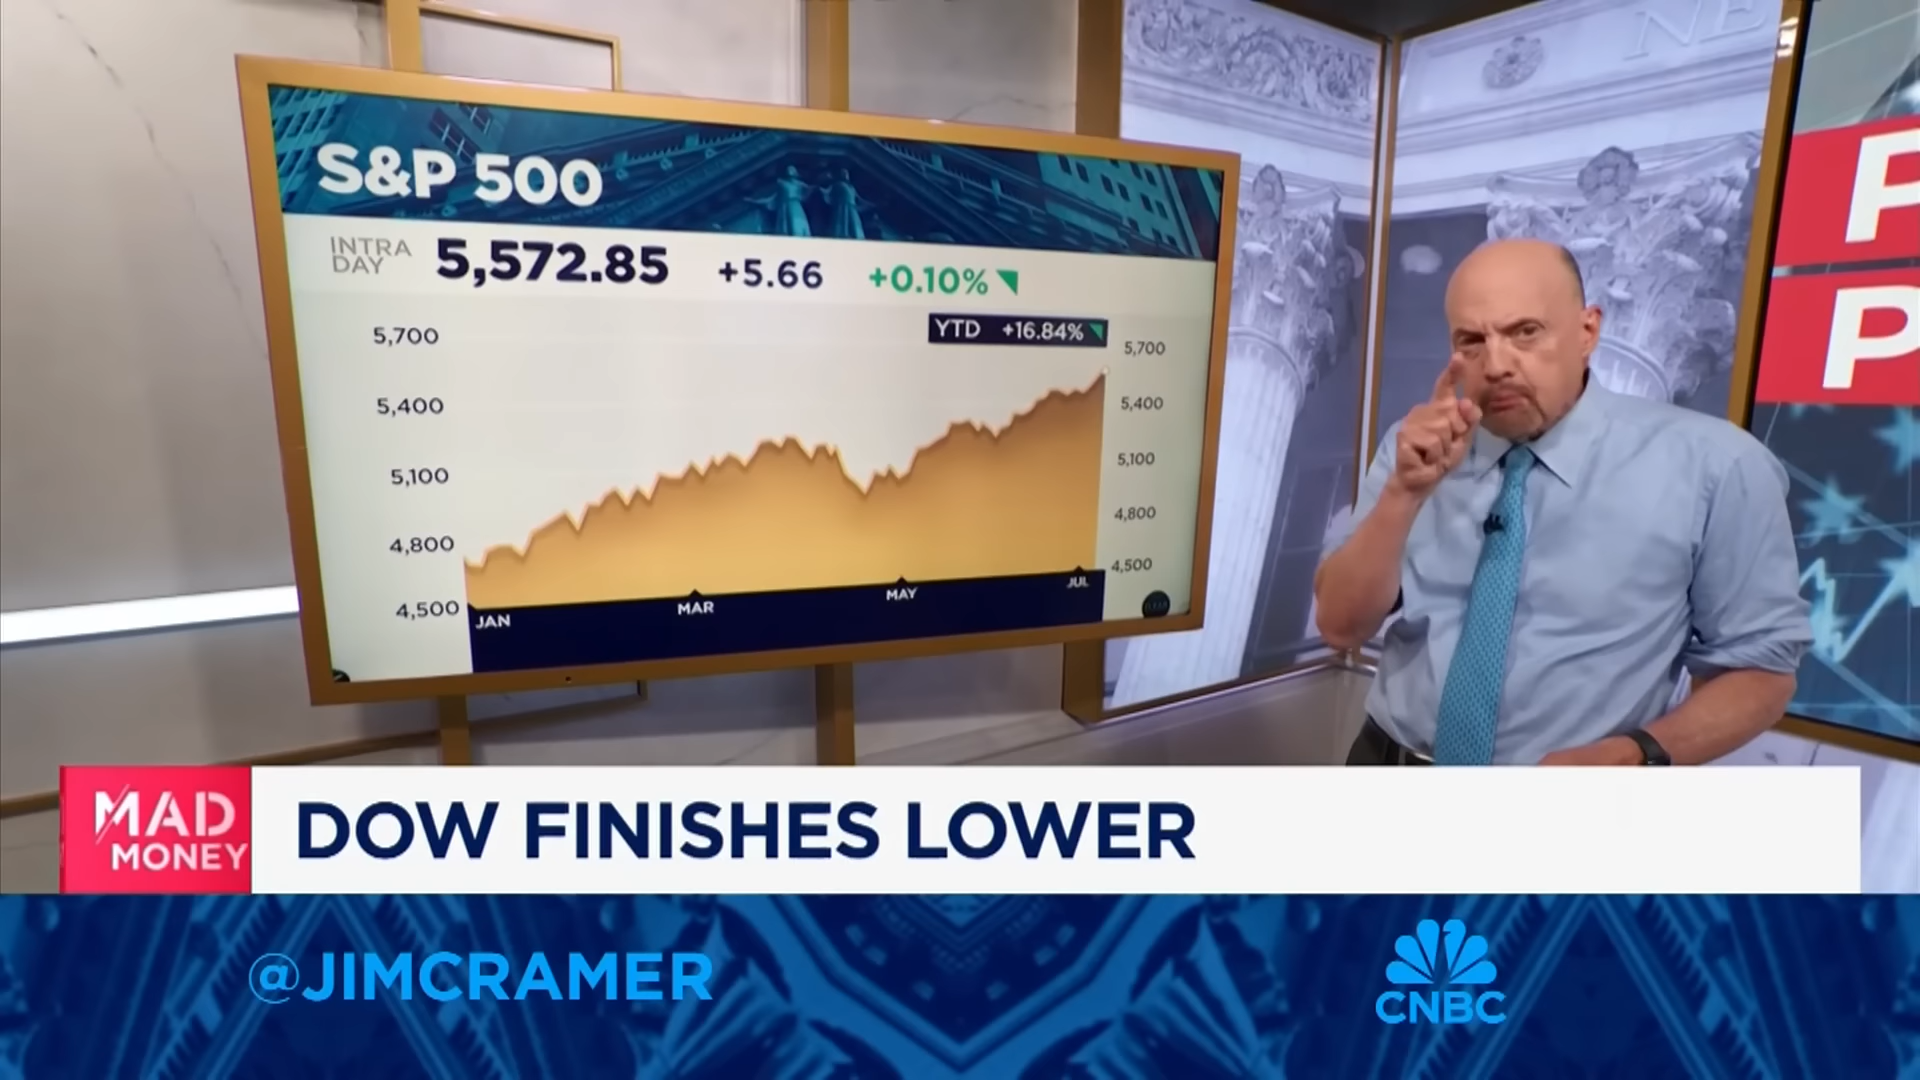 S&P 500
INTRA
DAY
5,572.85 +5.66 +0.10%
YTD +16.84%
5,700
5,400
5,100
4,800
4,500
5,700
5,400
5,100
4,800
4,500
JAN MAR MAY JUL
NE
P
P
MAD
MONEY
DOW FINISHES LOWER
@JIMCRAMER
CNBC